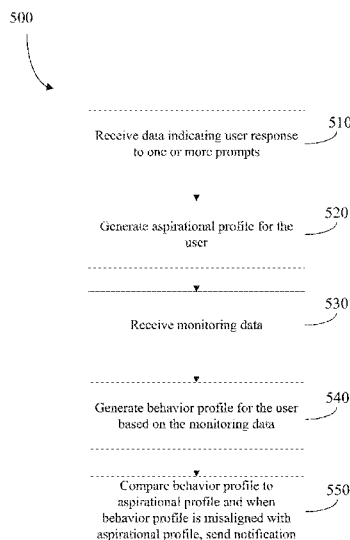 500
Receive data indicating user response
to one or more prompts
510
Generate aspirational profile for the
user
520
Receive monitoring data
530
Generate behavior profile for the user
based on the monitoring data
540
Compare behavior profile to
aspirational profile and when
behavior profile is misaligned with
aspirational profile, send notification
550